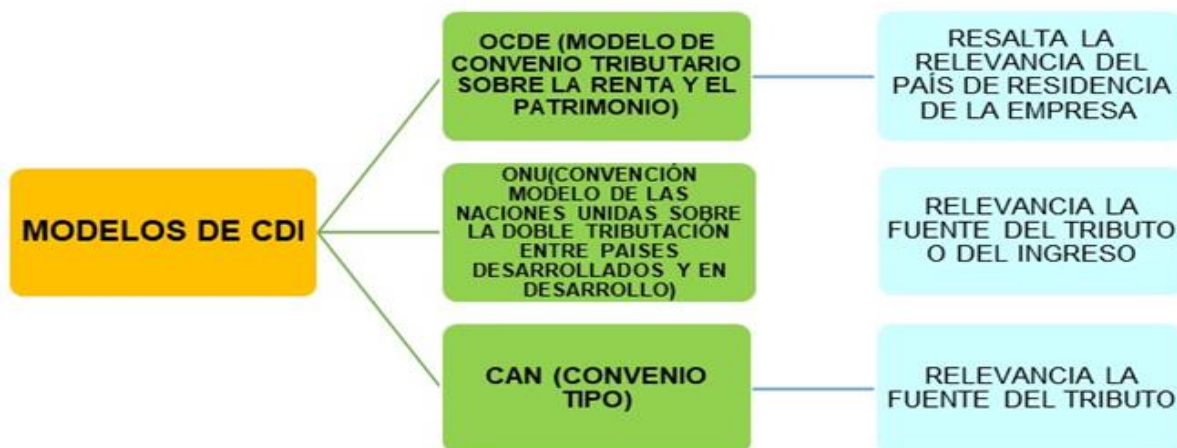 MODELOS DE CDI
OCDE (MODELO DE
CONVENIO TRIBUTARIO
SOBRE LA RENTA Y EL
PATRIMONIO)
RESALTA LA
RELEVANCIA DEL
PAÍS DE RESIDENCIA
DE LA EMPRESA
ONU(CONVENCIÓN
MODELO DE LAS
NACIONES UNIDAS SOBRE
LA DOBLE TRIBUTACIÓN
ENTRE PAISES
DESARROLLADOS Y EN
DESARROLLO)
RELEVANCIA LA
FUENTE DEL TRIBUTO
O DEL INGRESO
CAN (CONVENIO
TIPO)
RELEVANCIA LA
FUENTE DEL TRIBUTO